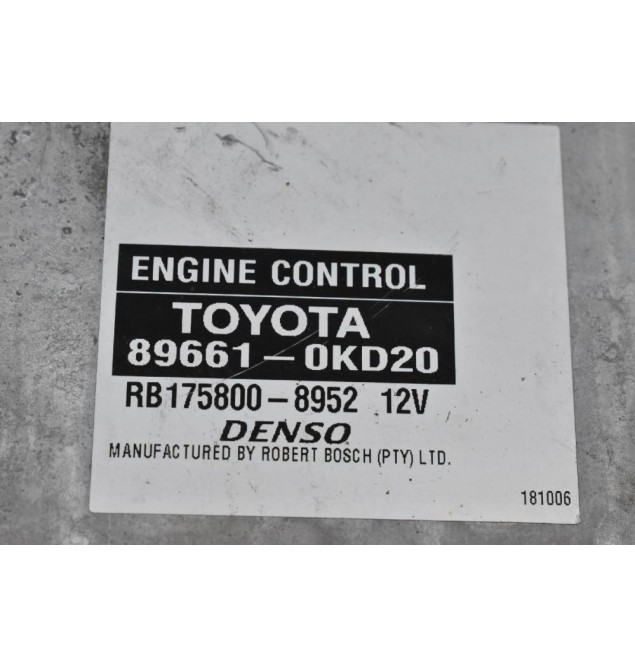 ENGINE CONTROL
TOYOTA
89661-0KD20
RB175800-8952 12V
DENSO
MANUFACTURED BY ROBERT BOSCH (PTY) LTD.
181006